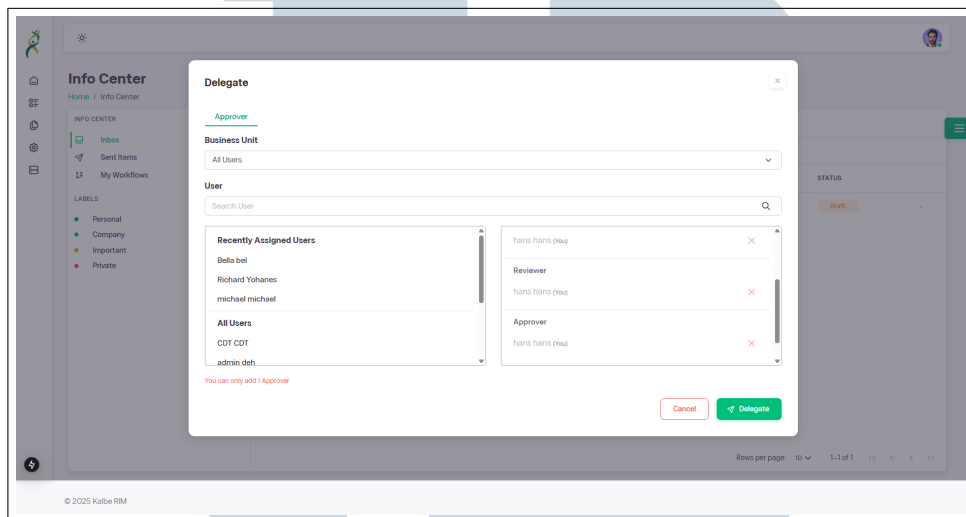 Info Center
Home / Info Center
INFO CENTER
Inbox
Sent Items
My Workflows
LABELS
Personal
Company
Important
Private
Delegate
Approver
Business Unit
All Users
User
Search User
Recently Assigned Users
Bella bel
Richard Yohanes
michael michael
All Users
CDT CDT
admin deh
hans hans (You)
Reviewer
hans hans (You)
Approver
hans hans (You)
You can only add 1 Approver
Cancel
Delegate
STATUS
Draft
-
Rows per page: 10 1–1 of 1
© 2025 Kalbe RIM